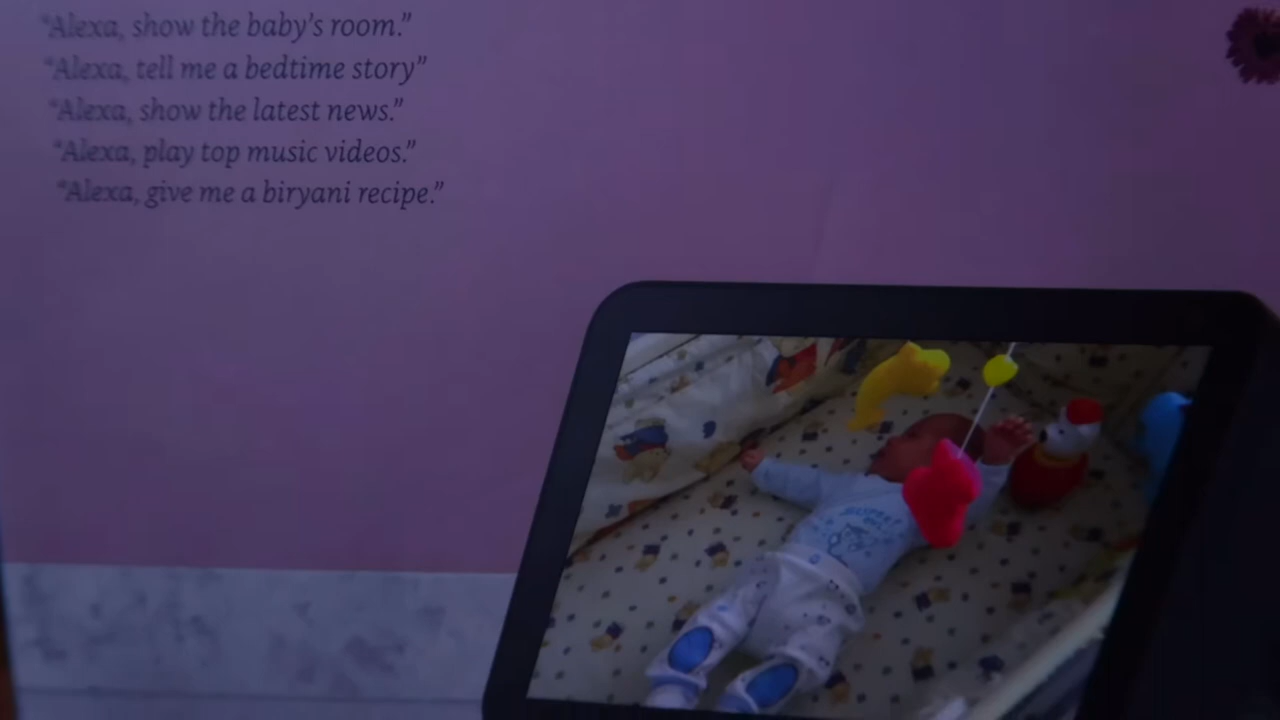 “Alexa, show the baby’s room.”
“Alexa, tell me a bedtime story”
“Alexa, show the latest news.”
“Alexa, play top music videos.”
“Alexa, give me a biryani recipe.”